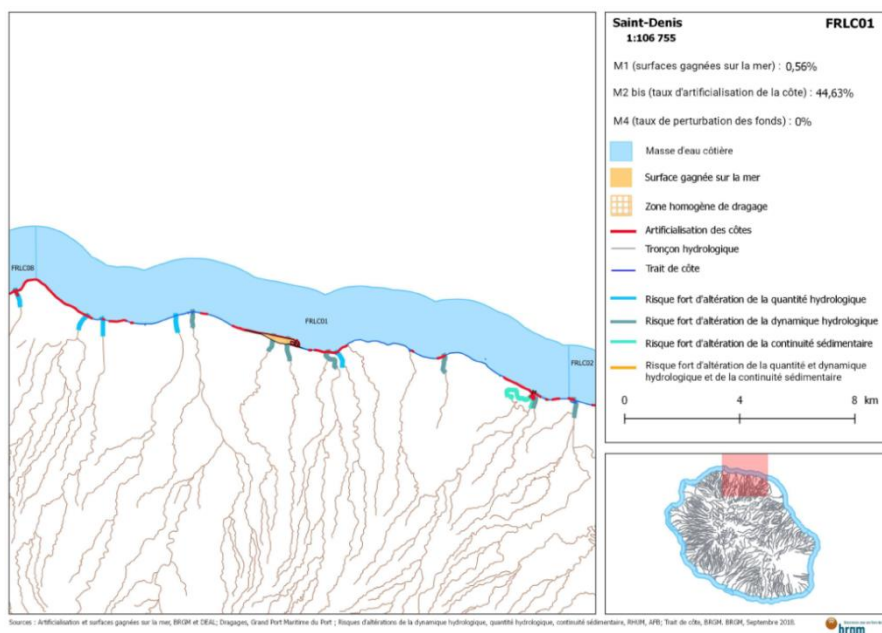 Saint-Denis FRLC01
1:106 755
M1 (surfaces gagnées sur la mer) : 0,56%
M2 bis (taux d'artificialisation de la côte) : 44,63%
M4 (taux de perturbation des fonds) : 0%
Masse d'eau côtière
Surface gagnée sur la mer
Zone homogène de dragage
Artificialisation des côtes
Tronçon hydrologique
Trait de côte
Risque fort d'altération de la quantité hydrologique
Risque fort d'altération de la dynamique hydrologique
Risque fort d'altération de la continuité sédimentaire
Risque fort d'altération de la quantité et dynamique
hydrologique et de la continuité sédimentaire
0 4 8 km
FRLC08
FRLC01
FRLC02
Sources : Artificialisation et surfaces gagnées sur la mer, BRGM et DEAL; Dragages, Grand Port Maritime du Port ; Risques d'altérations de la dynamique hydrologique, quantité hydrologique, continuité sédimentaire, RHUM, AFB; Trait de côte, BRGM. BRGM, Septembre 2018.
brgm